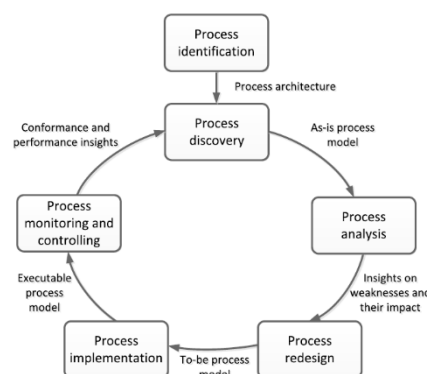 Process
identification
Process architecture
Process
discovery
As-is process
model
Process
analysis
Insights on
weaknesses and
their impact
Process
redesign
To-be process
model
Process
implementation
Executable
process
model
Process
monitoring and
controlling
Conformance and
performance insights